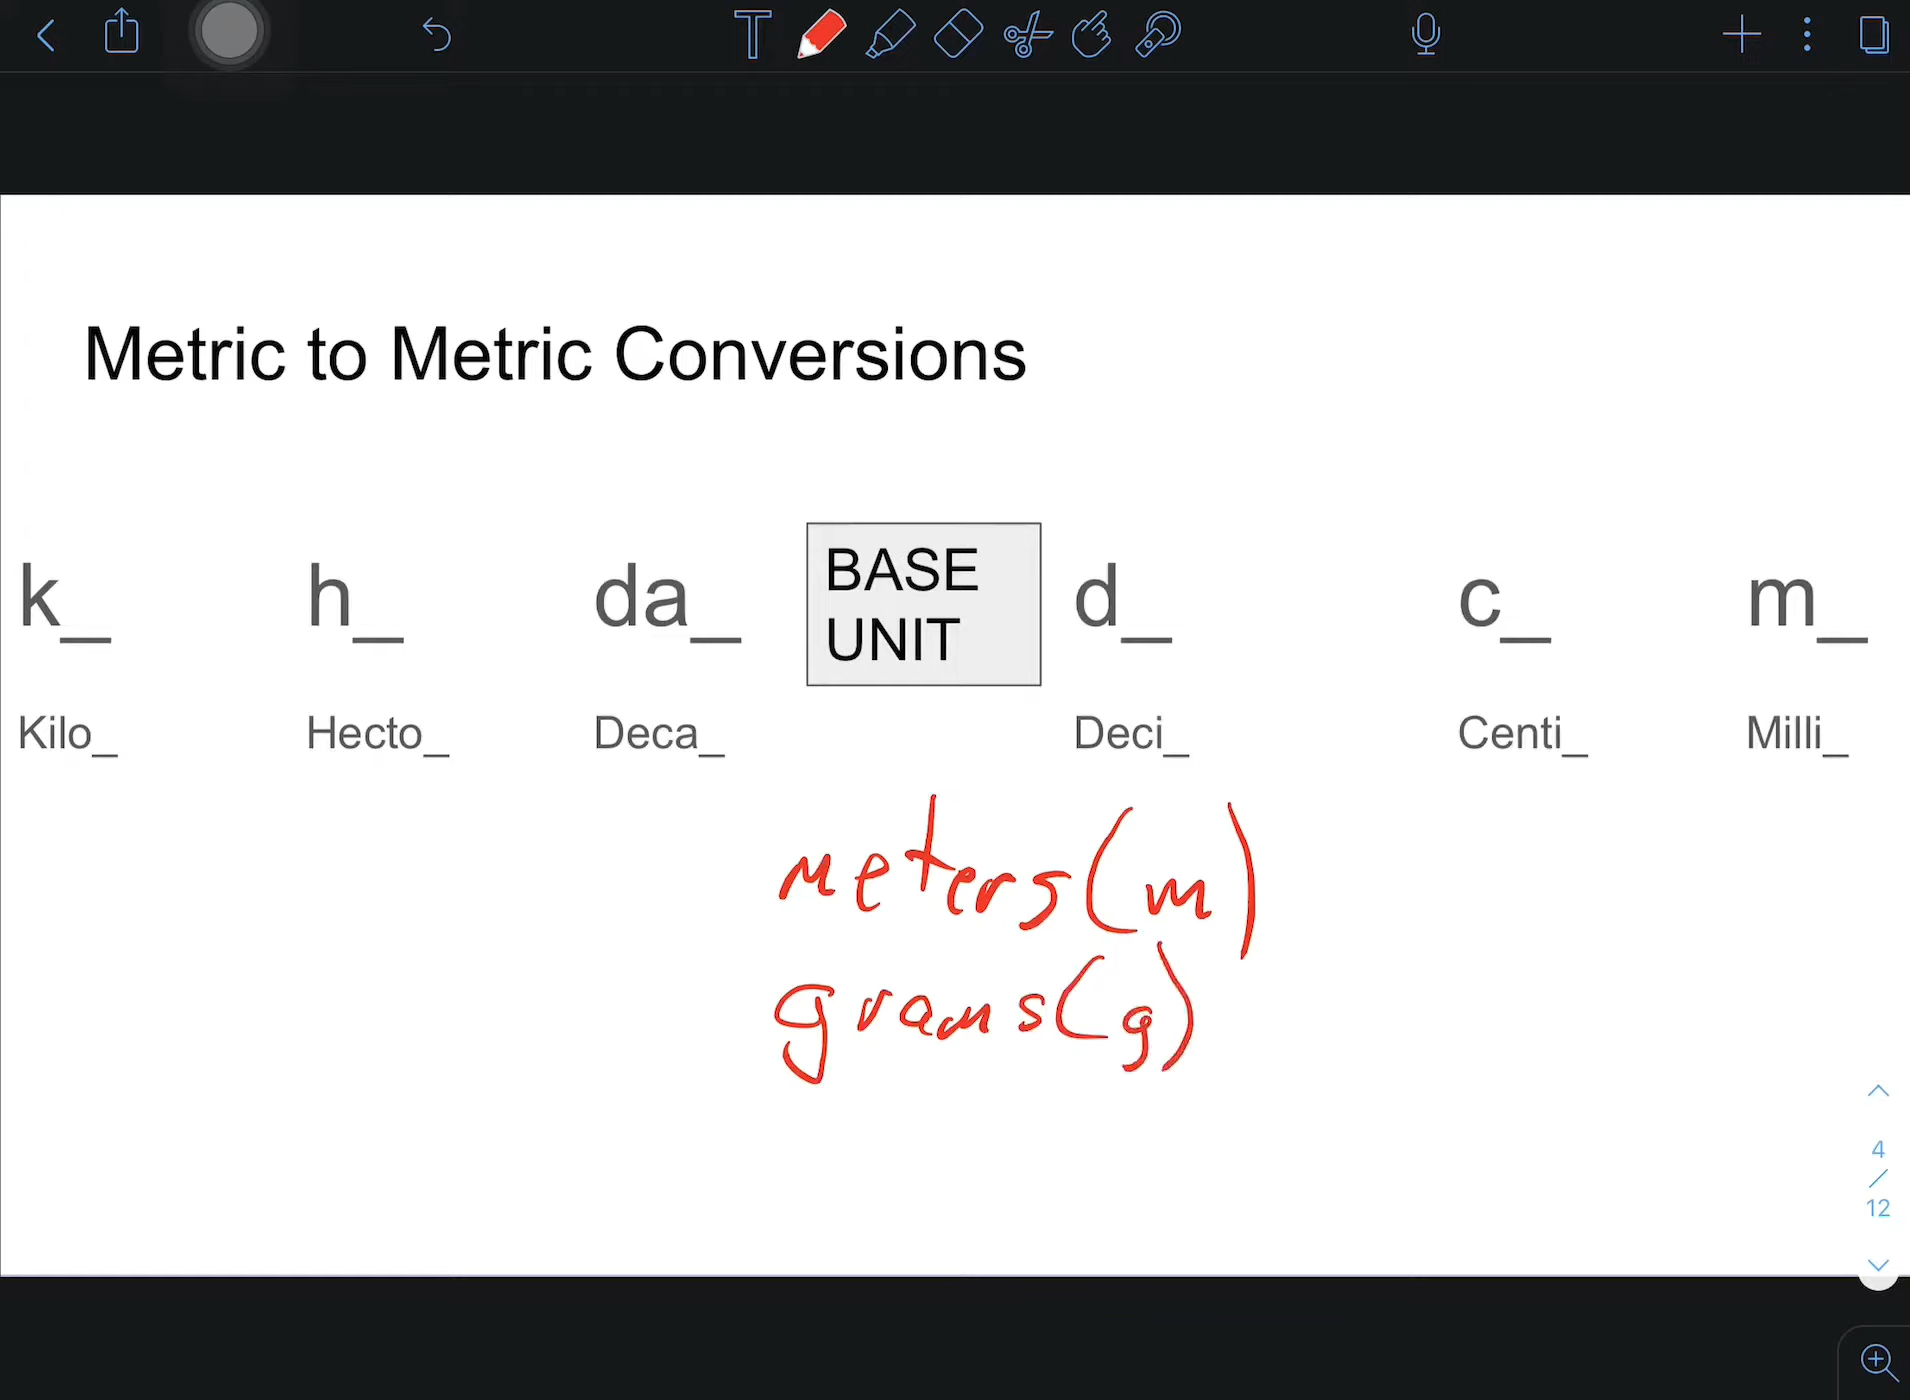 Metric to Metric Conversions
k_ h_ da_ BASE UNIT d_ c_ m_
Kilo_ Hecto_ Deca_ Deci_ Centi_ Milli_
meters(m)
grams(g)
4
/
12